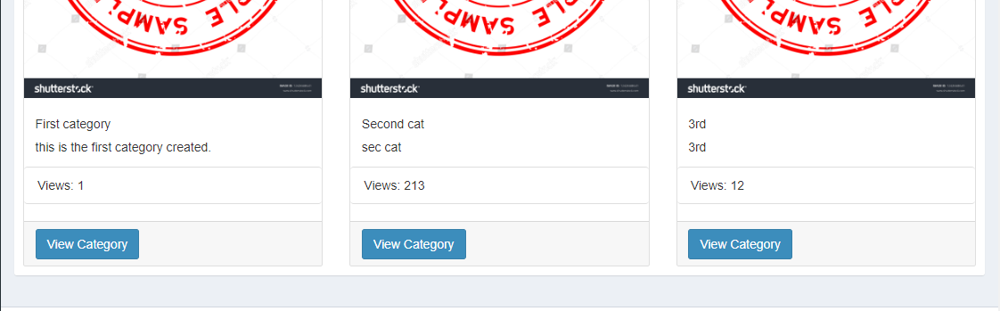 SAMPLE SAMPLE SAMPLE
shutterstock shutterstock shutterstock
First category
this is the first category created.
Views: 1
View Category
Second cat
sec cat
Views: 213
View Category
3rd
3rd
Views: 12
View Category